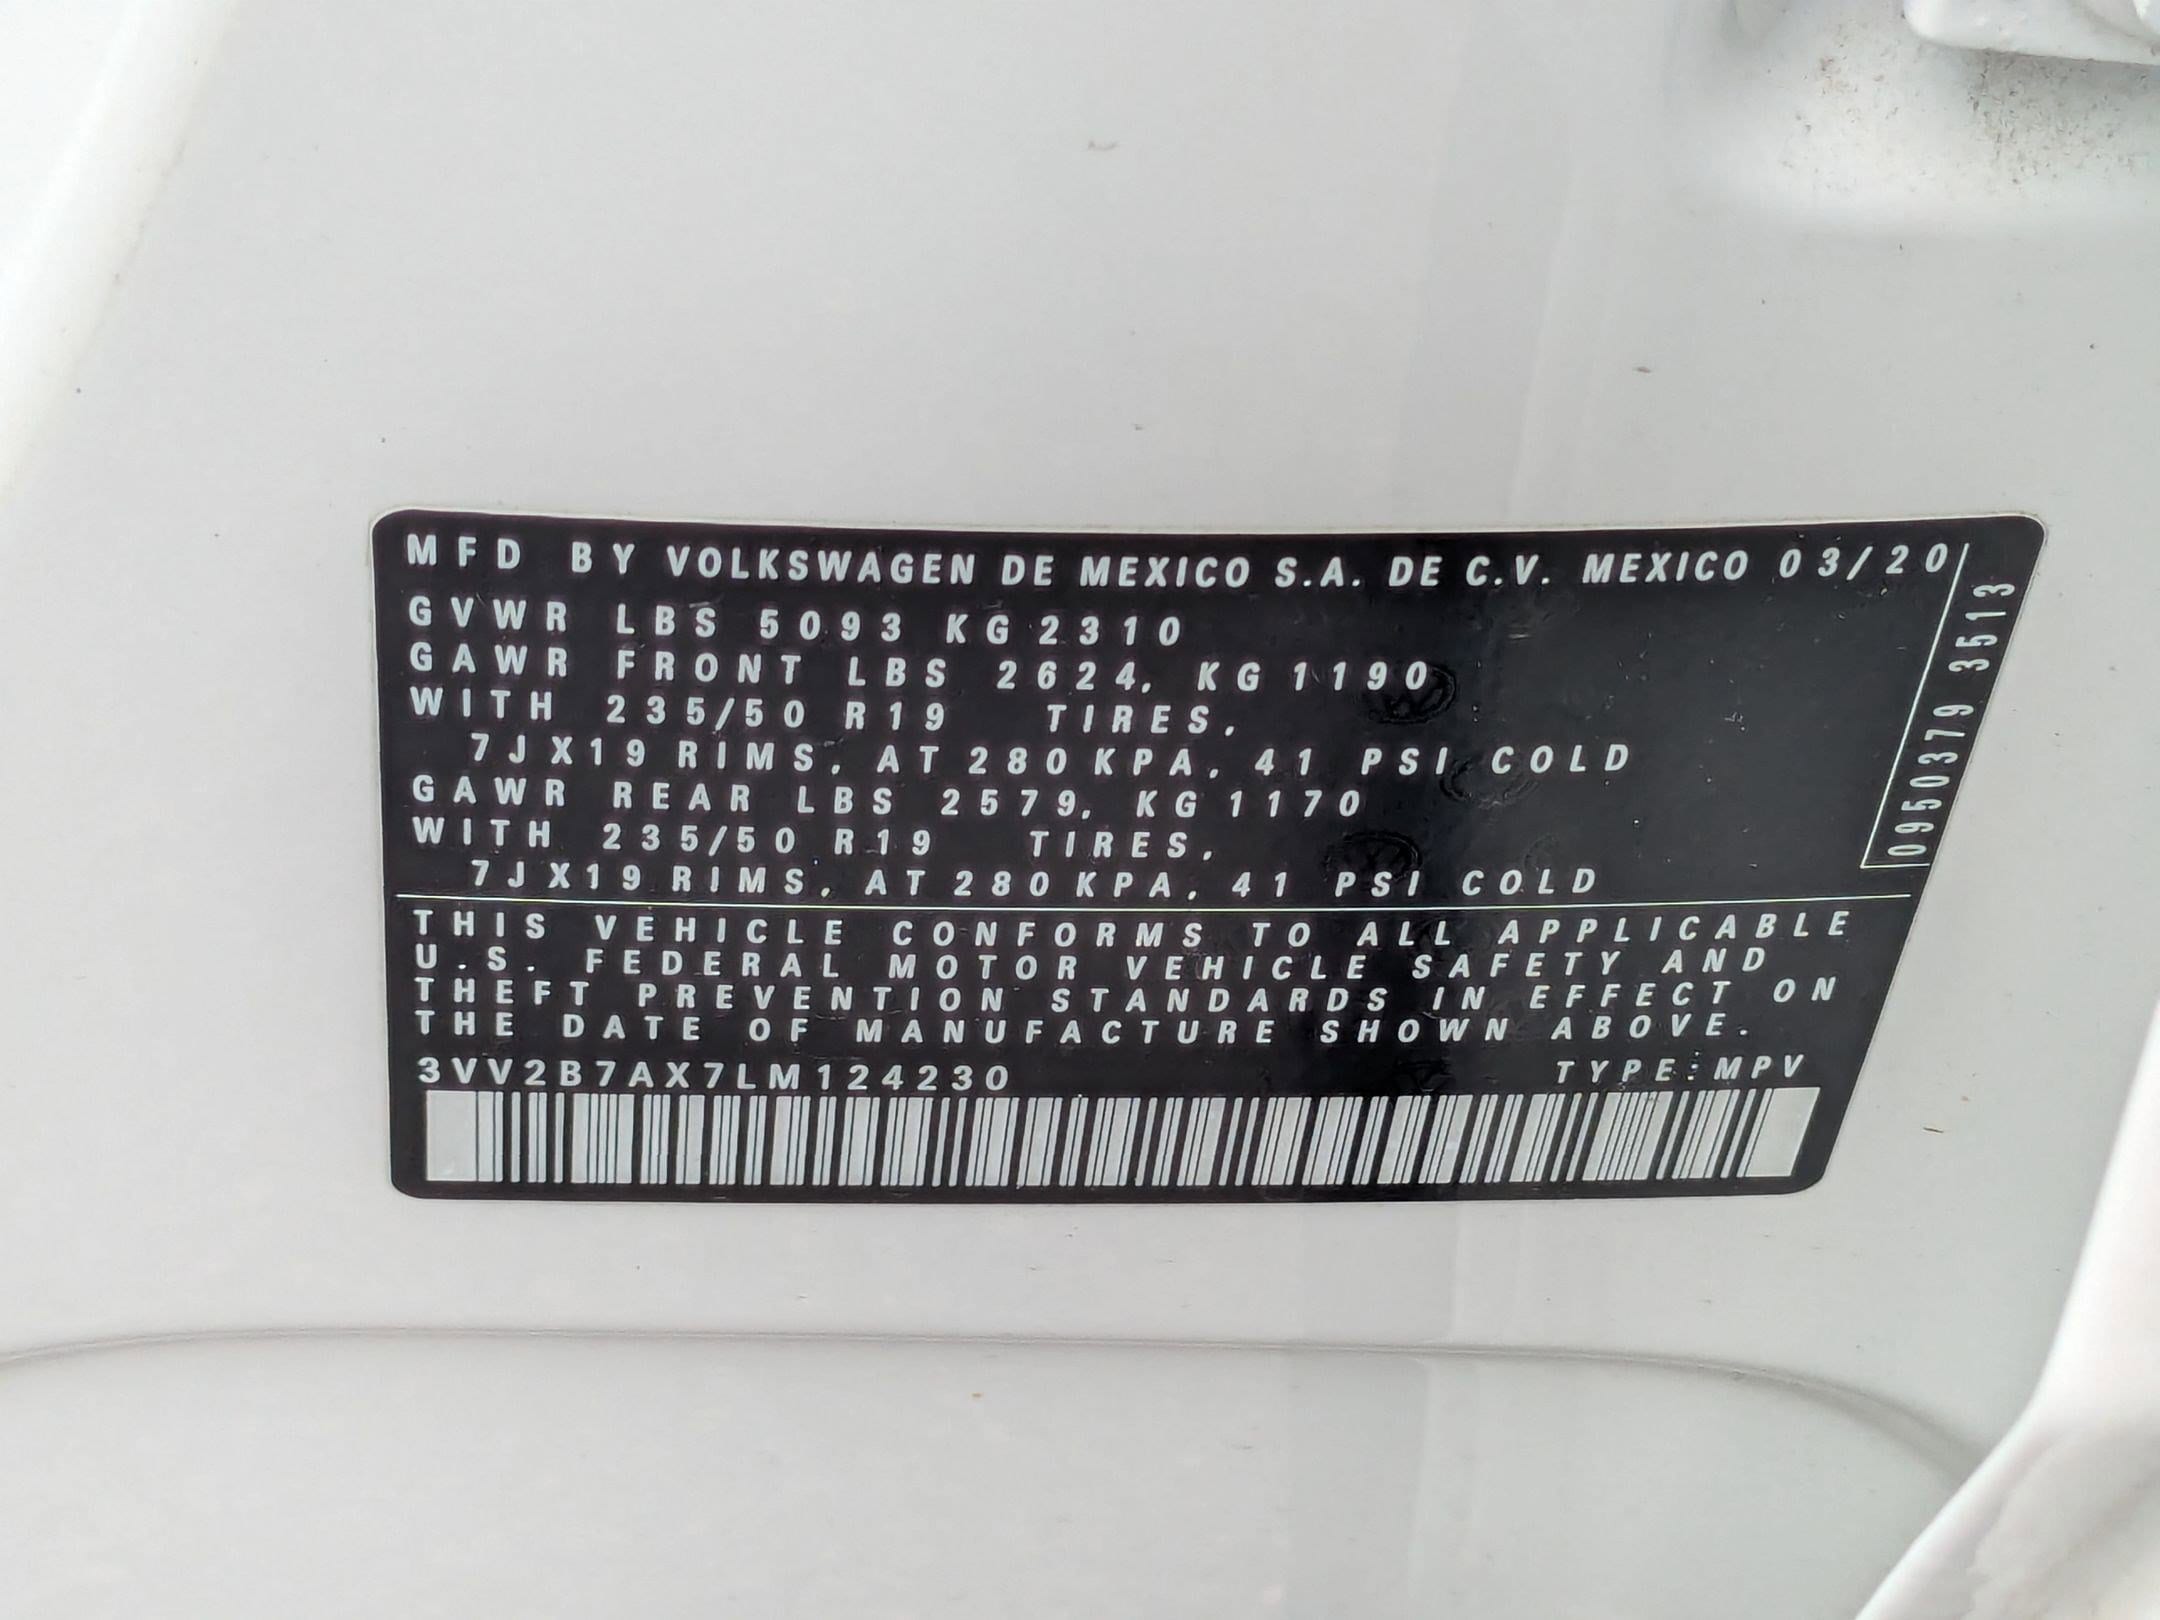 MFD BY VOLKSWAGEN DE MEXICO S.A. DE C.V. MEXICO 03/20
GVWR LBS 5093 KG 2310
GAWR FRONT LBS 2624, KG 1190
WITH 235/50 R19 TIRES,
7JX19 RIMS, AT 280 KPA, 41 PSI COLD
GAWR REAR LBS 2579, KG 1170
WITH 235/50 R19 TIRES,
7JX19 RIMS, AT 280 KPA, 41 PSI COLD
0950379 3513
THIS VEHICLE CONFORMS TO ALL APPLICABLE
U.S. FEDERAL MOTOR VEHICLE SAFETY AND
THEFT PREVENTION STANDARDS IN EFFECT ON
THE DATE OF MANUFACTURE SHOWN ABOVE.
3VV2B7AX7LM124230 TYPE: MPV